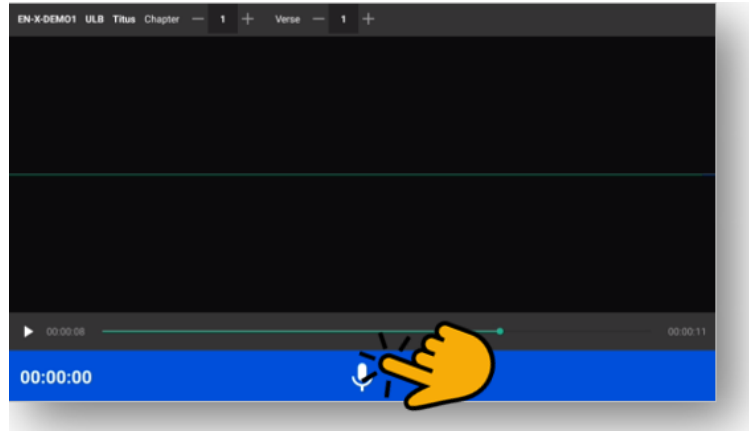 EN-X-DEMO1 ULB Titus Chapter — 1 + Verse — 1 +
00:00:08 00:00:11
00:00:00